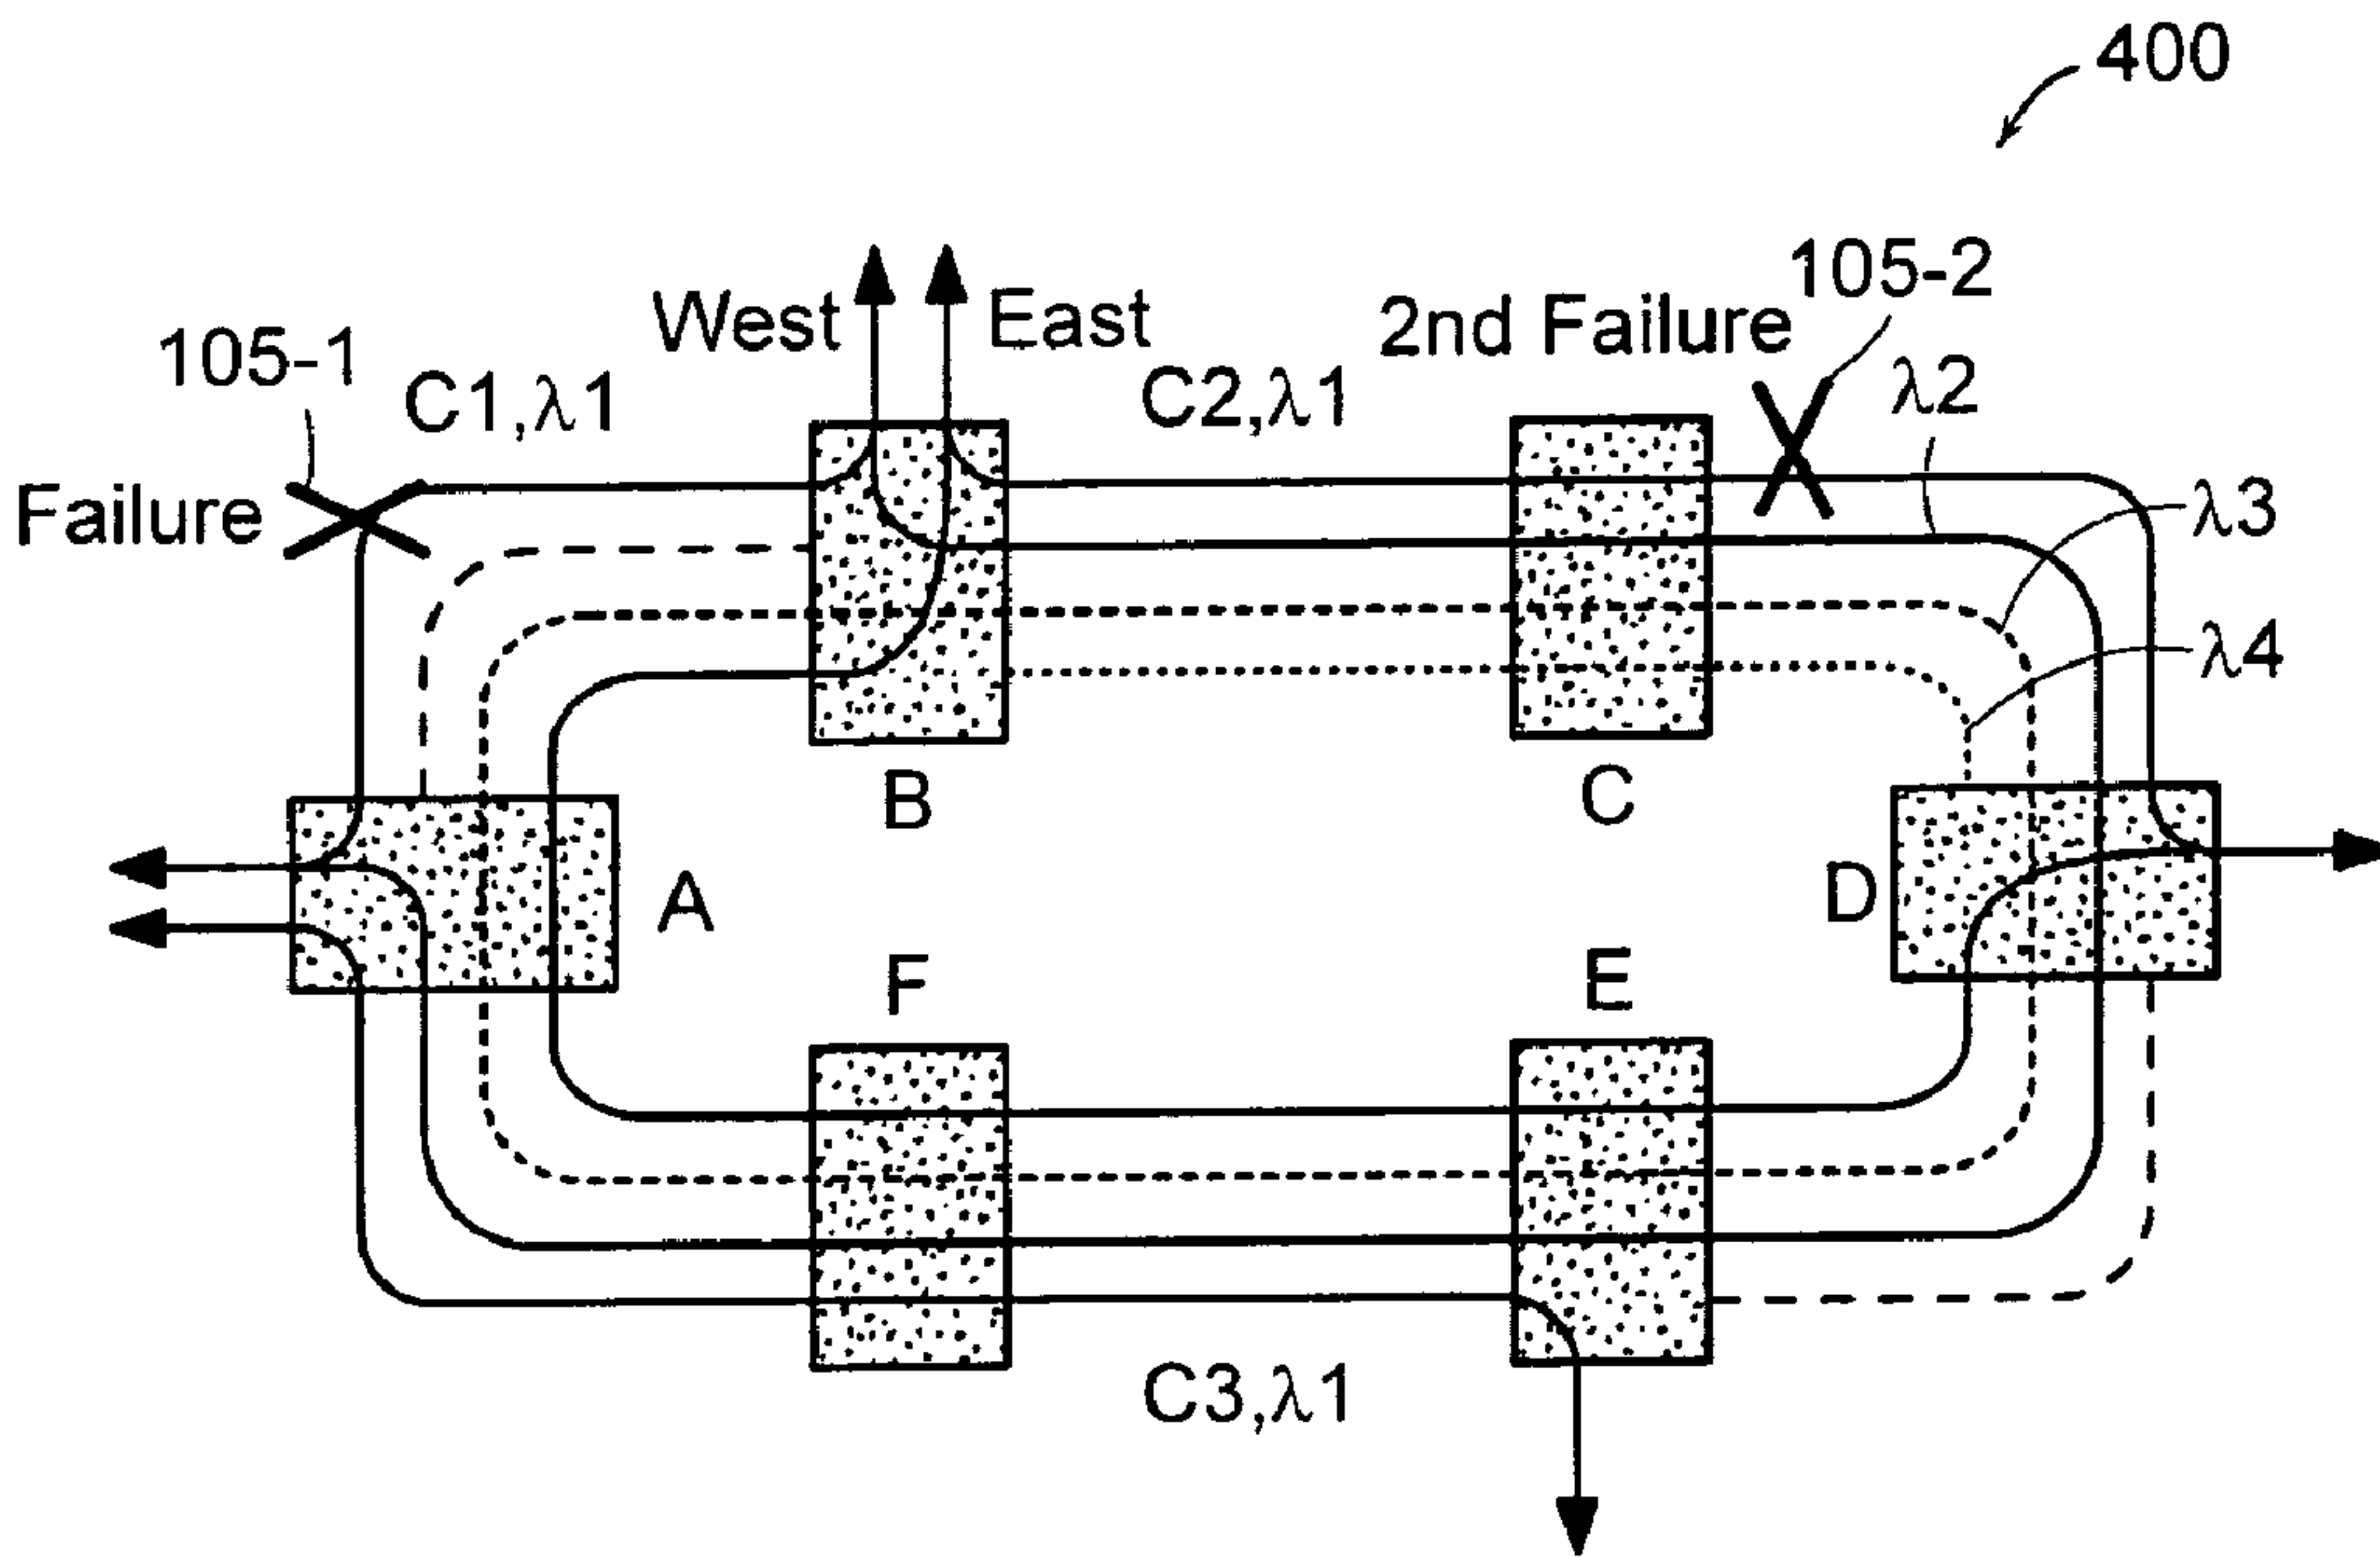 400
105-2
West
East
2nd Failure
105-1
C1,λ1
C2,λ1
λ2
Failure
λ3
λ4
B
C
A
D
F
E
C3,λ1